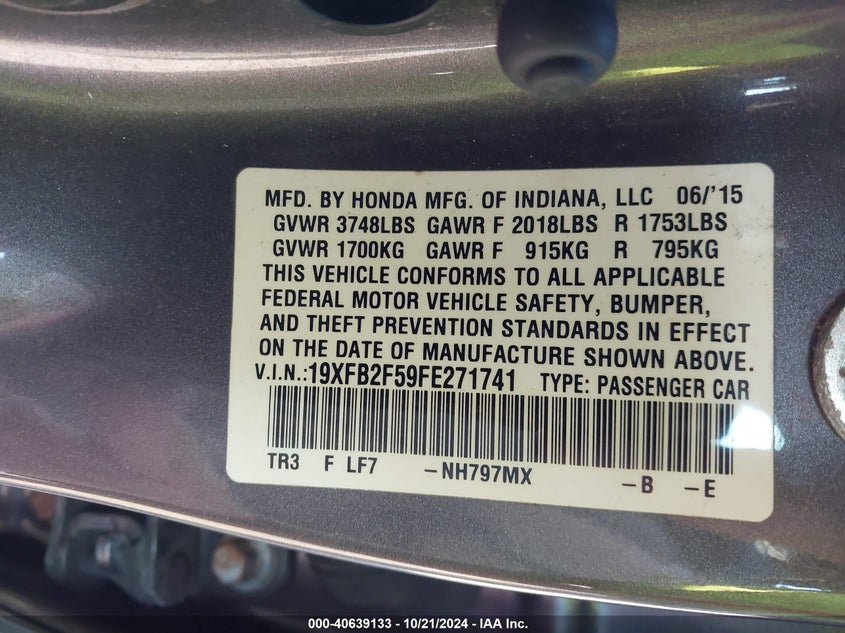 MFD. BY HONDA MFG. OF INDIANA, LLC 06/'15
GVWR 3748LBS GAWR F 2018LBS R 1753LBS
GVWR 1700KG GAWR F 915KG R 795KG
THIS VEHICLE CONFORMS TO ALL APPLICABLE
FEDERAL MOTOR VEHICLE SAFETY, BUMPER,
AND THEFT PREVENTION STANDARDS IN EFFECT
ON THE DATE OF MANUFACTURE SHOWN ABOVE.
V.I.N.:19XFB2F59FE271741 TYPE: PASSENGER CAR
TR3 F LF7 -NH797MX -B -E
000-40639133 - 10/21/2024 - IAA Inc.